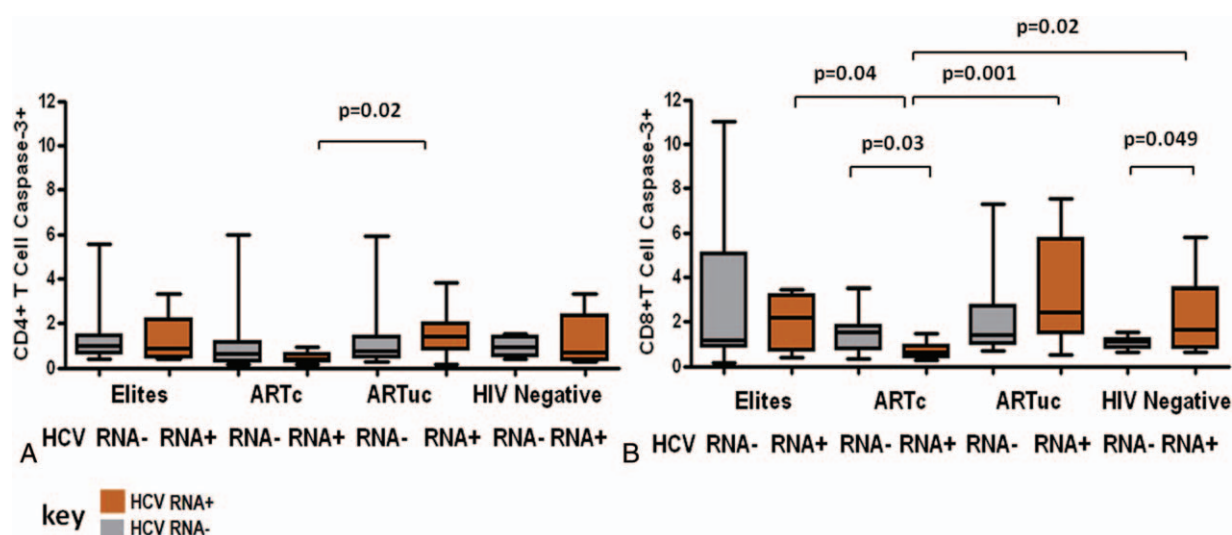 p=0.02
12
10
8
6
4
2
0
CD4+ T Cell Caspase-3+
Elites ARTc ARTuc HIV Negative
HCV RNA- RNA+ RNA- RNA+ RNA- RNA+ RNA- RNA+
A
p=0.02
p=0.04 p=0.001
p=0.03 p=0.049
12
10
8
6
4
2
0
CD8+T Cell Caspase-3+
Elites ARTc ARTuc HIV Negative
HCV RNA- RNA+ RNA- RNA+ RNA- RNA+ RNA- RNA+
B
key
HCV RNA+
HCV RNA-